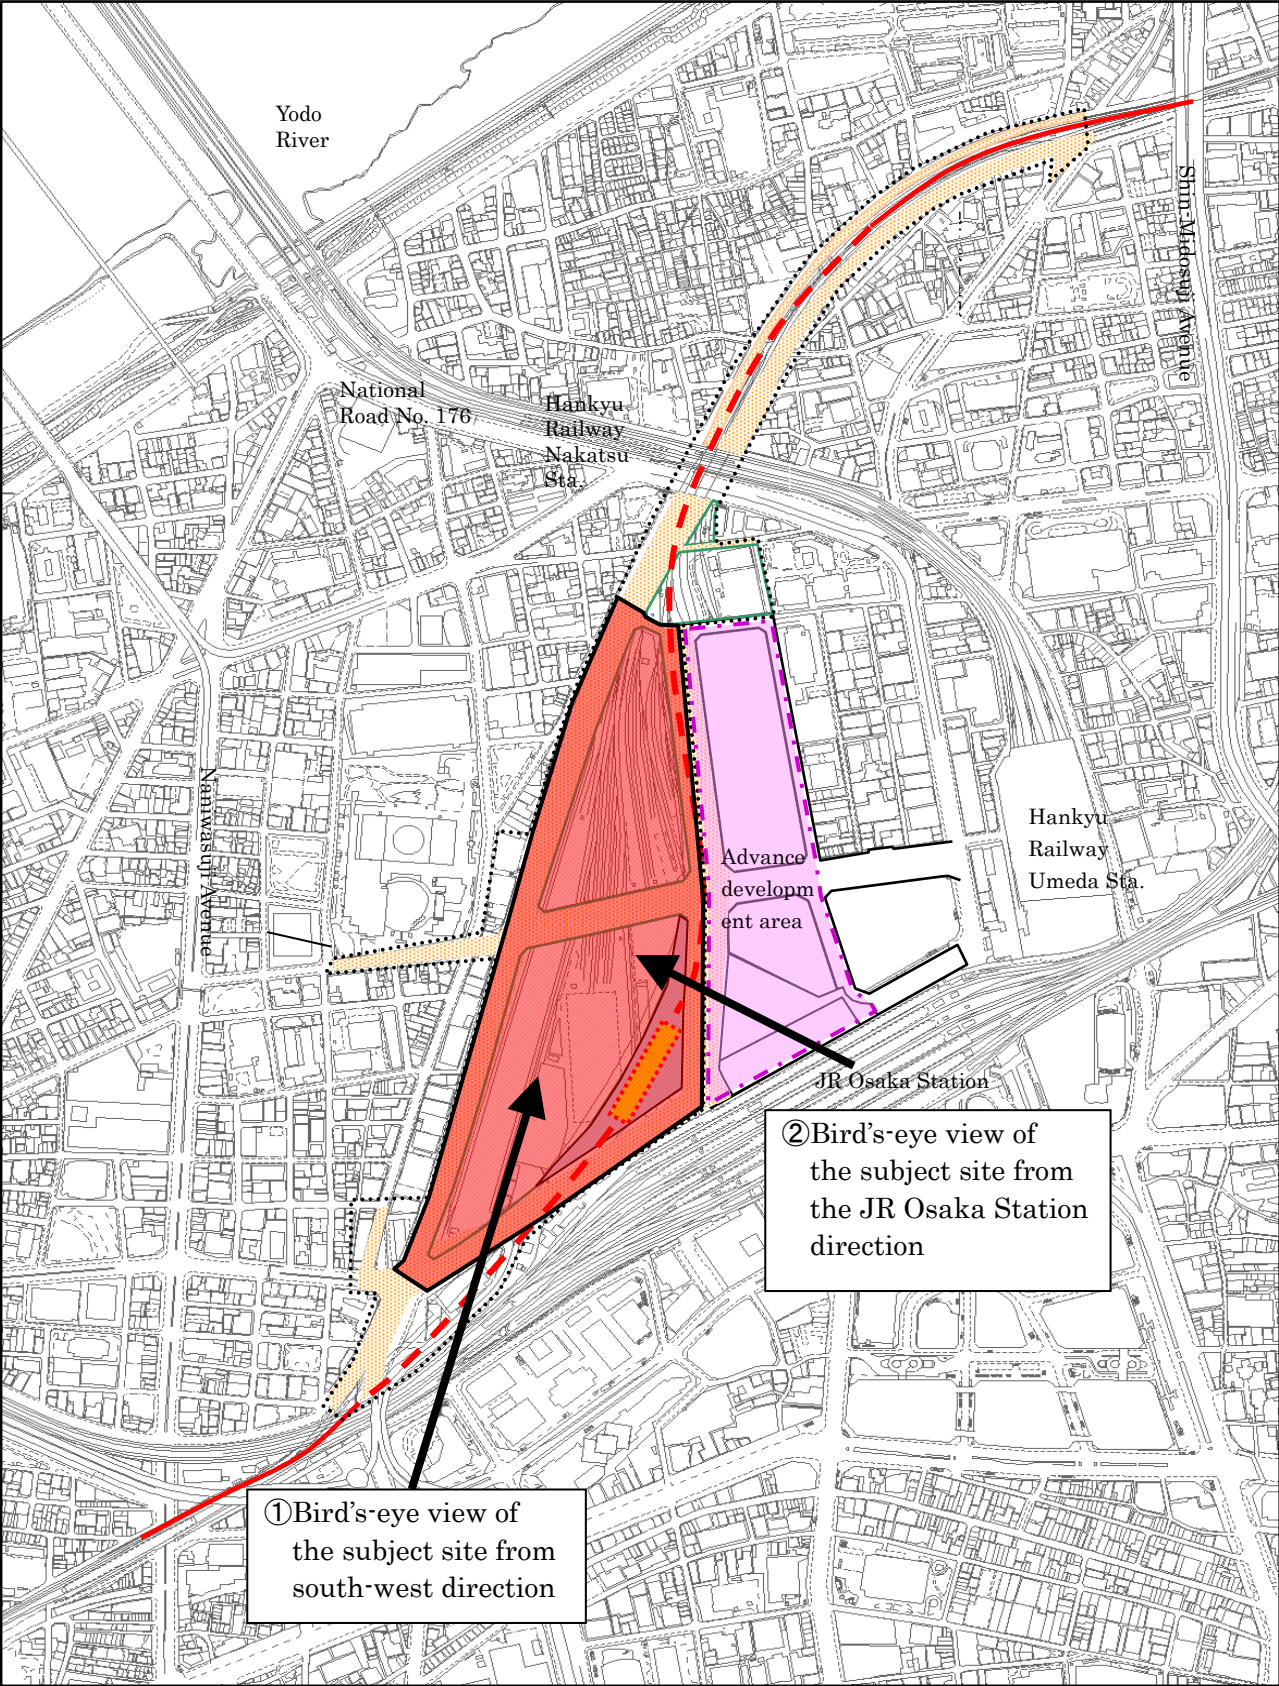 Yodo
River
Shin-Midosuji Avenue
National
Road No. 176
Hankyu
Railway
Nakatsu
Sta.
Naniwasuji Avenue
Hankyu
Railway
Umeda Sta.
Advance
developm
ent area
JR Osaka Station
②Bird's-eye view of
the subject site from
the JR Osaka Station
direction
①Bird's-eye view of
the subject site from
south-west direction